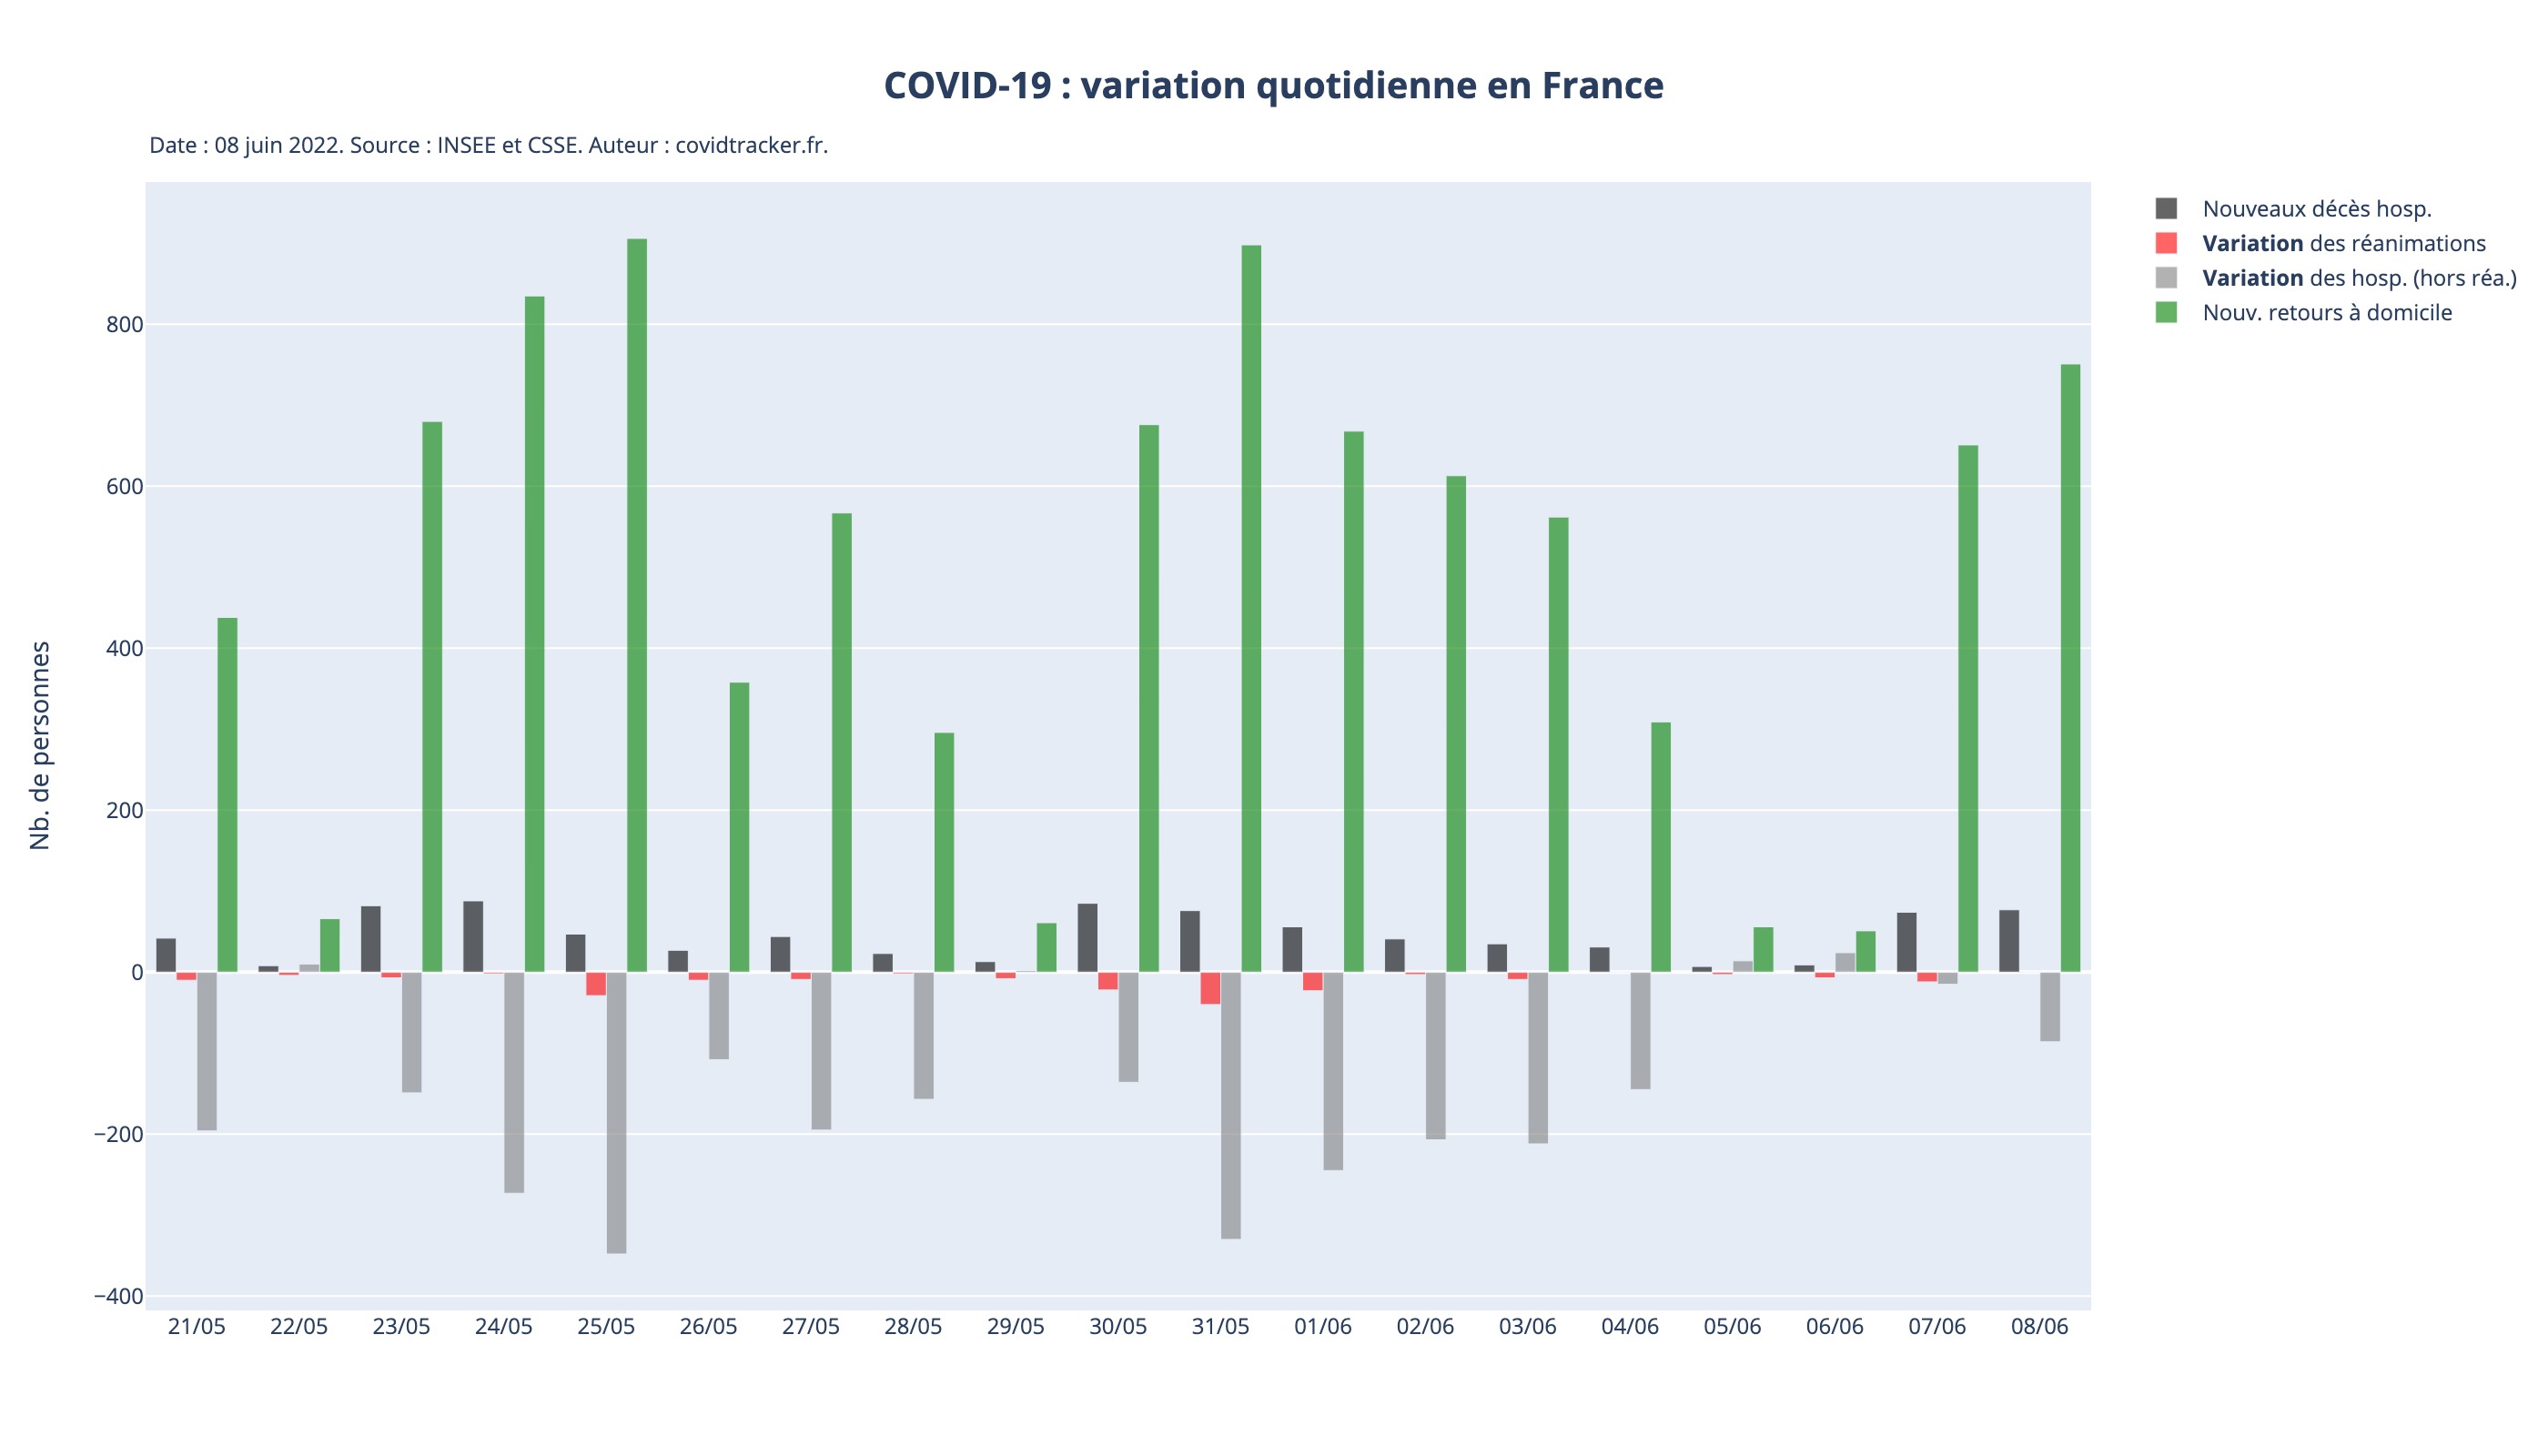 COVID-19 : variation quotidienne en France
Date : 08 juin 2022. Source : INSEE et CSSE. Auteur : covidtracker.fr.
Nouveaux décès hosp.
Variation des réanimations
Variation des hosp. (hors réa.)
Nouv. retours à domicile
Nb. de personnes
800
600
400
200
0
−200
−400
21/05 22/05 23/05 24/05 25/05 26/05 27/05 28/05 29/05 30/05 31/05 01/06 02/06 03/06 04/06 05/06 06/06 07/06 08/06